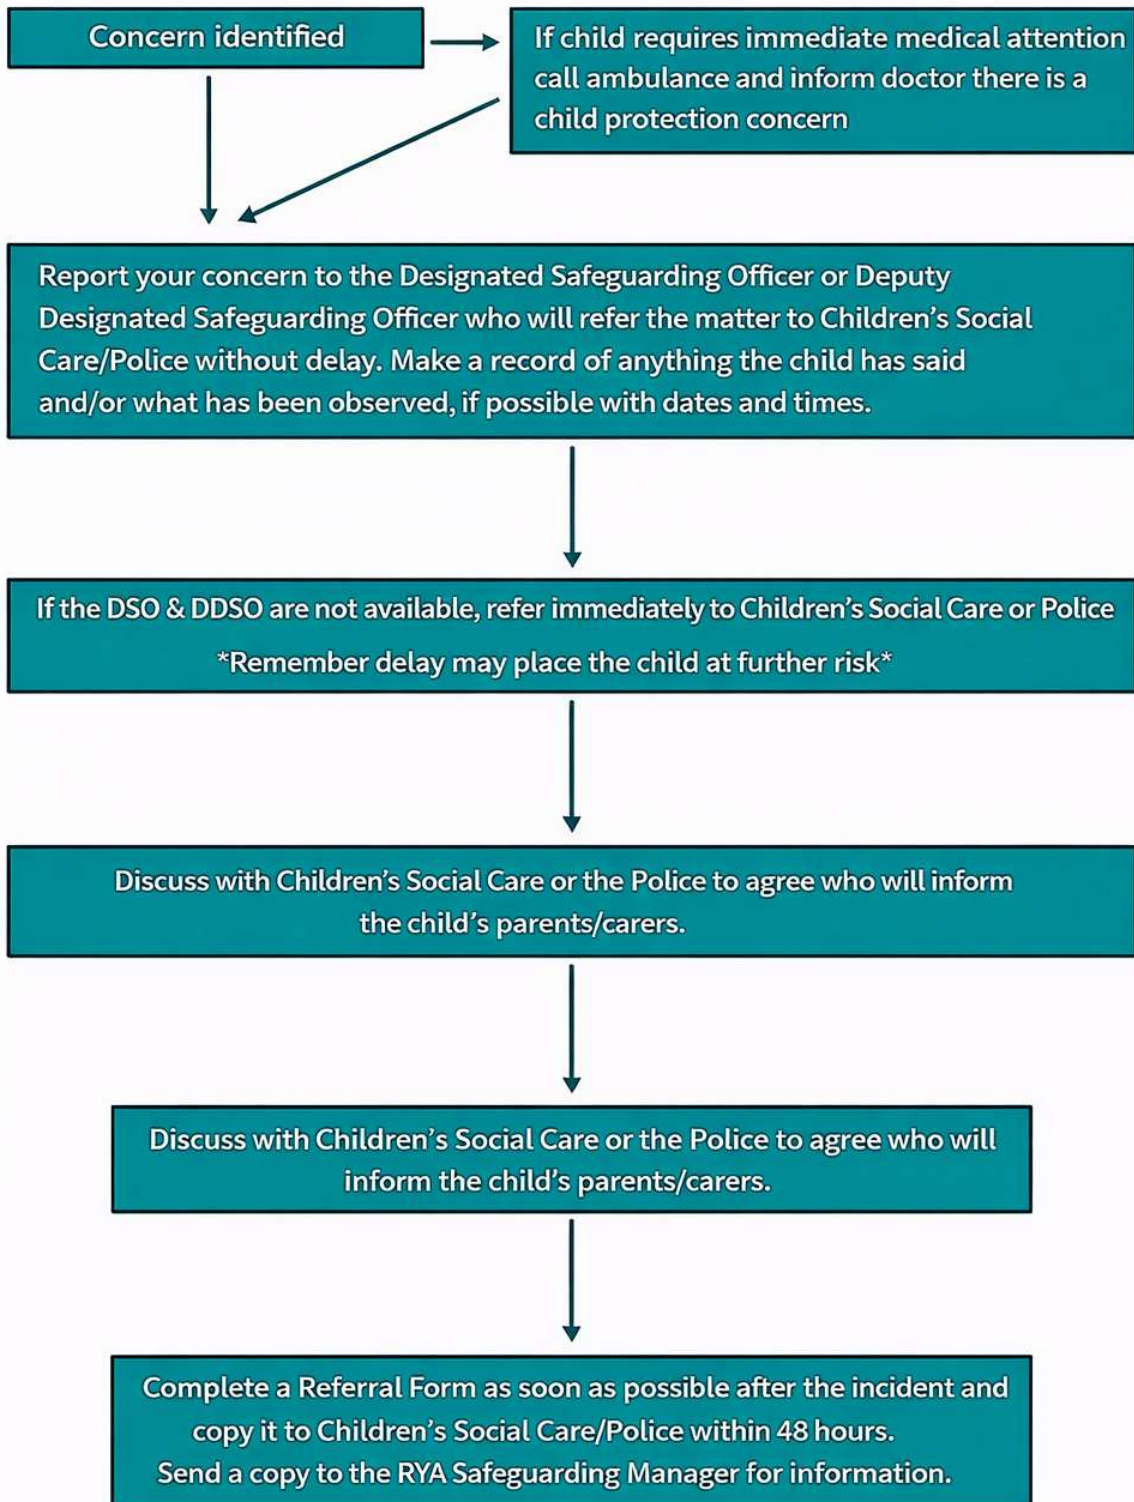 Concern identified
If child requires immediate medical attention
call ambulance and inform doctor there is a
child protection concern
Report your concern to the Designated Safeguarding Officer or Deputy
Designated Safeguarding Officer who will refer the matter to Children's Social
Care/Police without delay. Make a record of anything the child has said
and/or what has been observed, if possible with dates and times.
If the DSO & DDSO are not available, refer immediately to Children's Social Care or Police
*Remember delay may place the child at further risk*
Discuss with Children's Social Care or the Police to agree who will inform
the child's parents/carers.
Discuss with Children's Social Care or the Police to agree who will
inform the child's parents/carers.
Complete a Referral Form as soon as possible after the incident and
copy it to Children's Social Care/Police within 48 hours.
Send a copy to the RYA Safeguarding Manager for information.